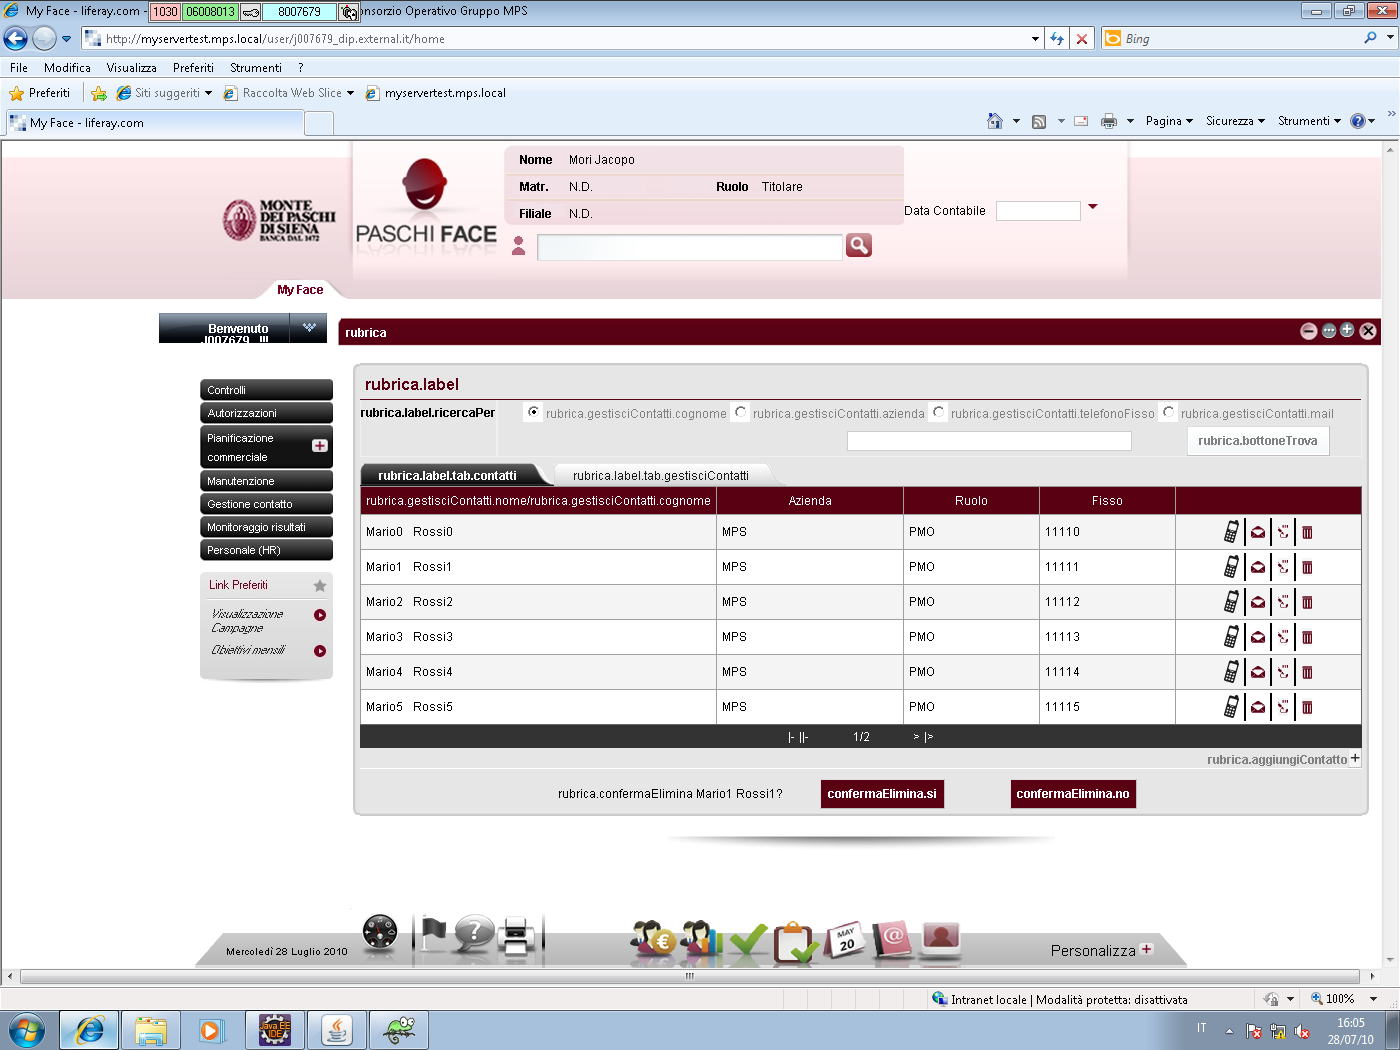 My Face - liferay.com -
1030
06008013
8007679
onsorzio Operativo Gruppo MPS
http://myservertest.mps.local/user/j007679_dip.external.it/home
Bing
File Modifica Visualizza Preferiti Strumenti ?
Preferiti Siti suggeriti Raccolta Web Slice myservertest.mps.local
My Face - liferay.com
Pagina Sicurezza Strumenti
Nome Mori Jacopo
Matr. N.D. Ruolo Titolare
Filiale N.D.
Data Contabile
MONTE
DEI PASCHI
DI SIENA
BANCA DAL 1472
PASCHI FACE
My Face
Benvenuto
J007679
rubrica
Controlli
Autorizzazioni
Pianificazione
commerciale
Manutenzione
Gestione contatto
Monitoraggio risultati
Personale (HR)
Link Preferiti
Visualizzazione
Campagne
Obiettivi mensili
rubrica.label
rubrica.label.ricercaPer rubrica.gestisciContatti.cognome rubrica.gestisciContatti.azienda rubrica.gestisciContatti.telefonoFisso rubrica.gestisciContatti.mail
rubrica.bottoneTrova
rubrica.label.tab.contatti rubrica.label.tab.gestisciContatti
rubrica.gestisciContatti.nome/rubrica.gestisciContatti.cognome Azienda Ruolo Fisso
Mario0 Rossi0 MPS PMO 11110
Mario1 Rossi1 MPS PMO 11111
Mario2 Rossi2 MPS PMO 11112
Mario3 Rossi3 MPS PMO 11113
Mario4 Rossi4 MPS PMO 11114
Mario5 Rossi5 MPS PMO 11115
|- ||- 1/2 > |>
rubrica.aggiungiContatto +
rubrica.confermaElimina Mario1 Rossi1? confermaElimina.si confermaElimina.no
Mercoledì 28 Luglio 2010
MAY
20
@
Personalizza +
Intranet locale | Modalità protetta: disattivata
100%
Java EE
IDE
IT
16:05
28/07/10